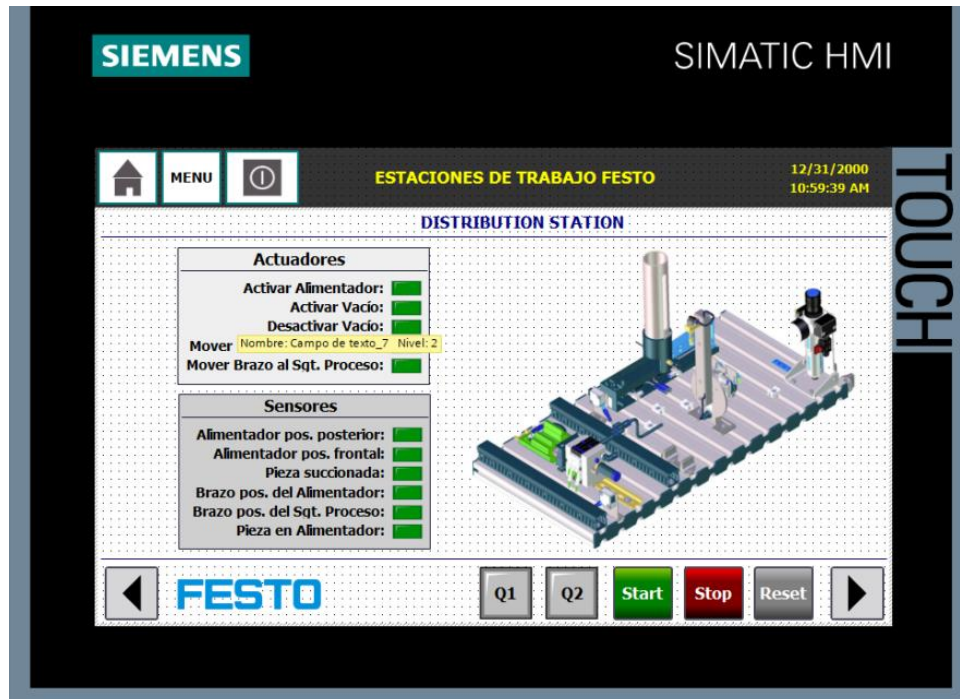 SIEMENS
SIMATIC HMI
TOUCH
MENU
ESTACIONES DE TRABAJO FESTO
12/31/2000
10:59:39 AM
DISTRIBUTION STATION
Actuadores
Activar Alimentador:
Activar Vacío:
Desactivar Vacío:
Mover
Nombre: Campo de texto_7 Nivel: 2
Mover Brazo al Sgt. Proceso:
Sensores
Alimentador pos. posterior:
Alimentador pos. frontal:
Pieza succionada:
Brazo pos. del Alimentador:
Brazo pos. del Sgt. Proceso:
Pieza en Alimentador:
FESTO
Q1
Q2
Start
Stop
Reset